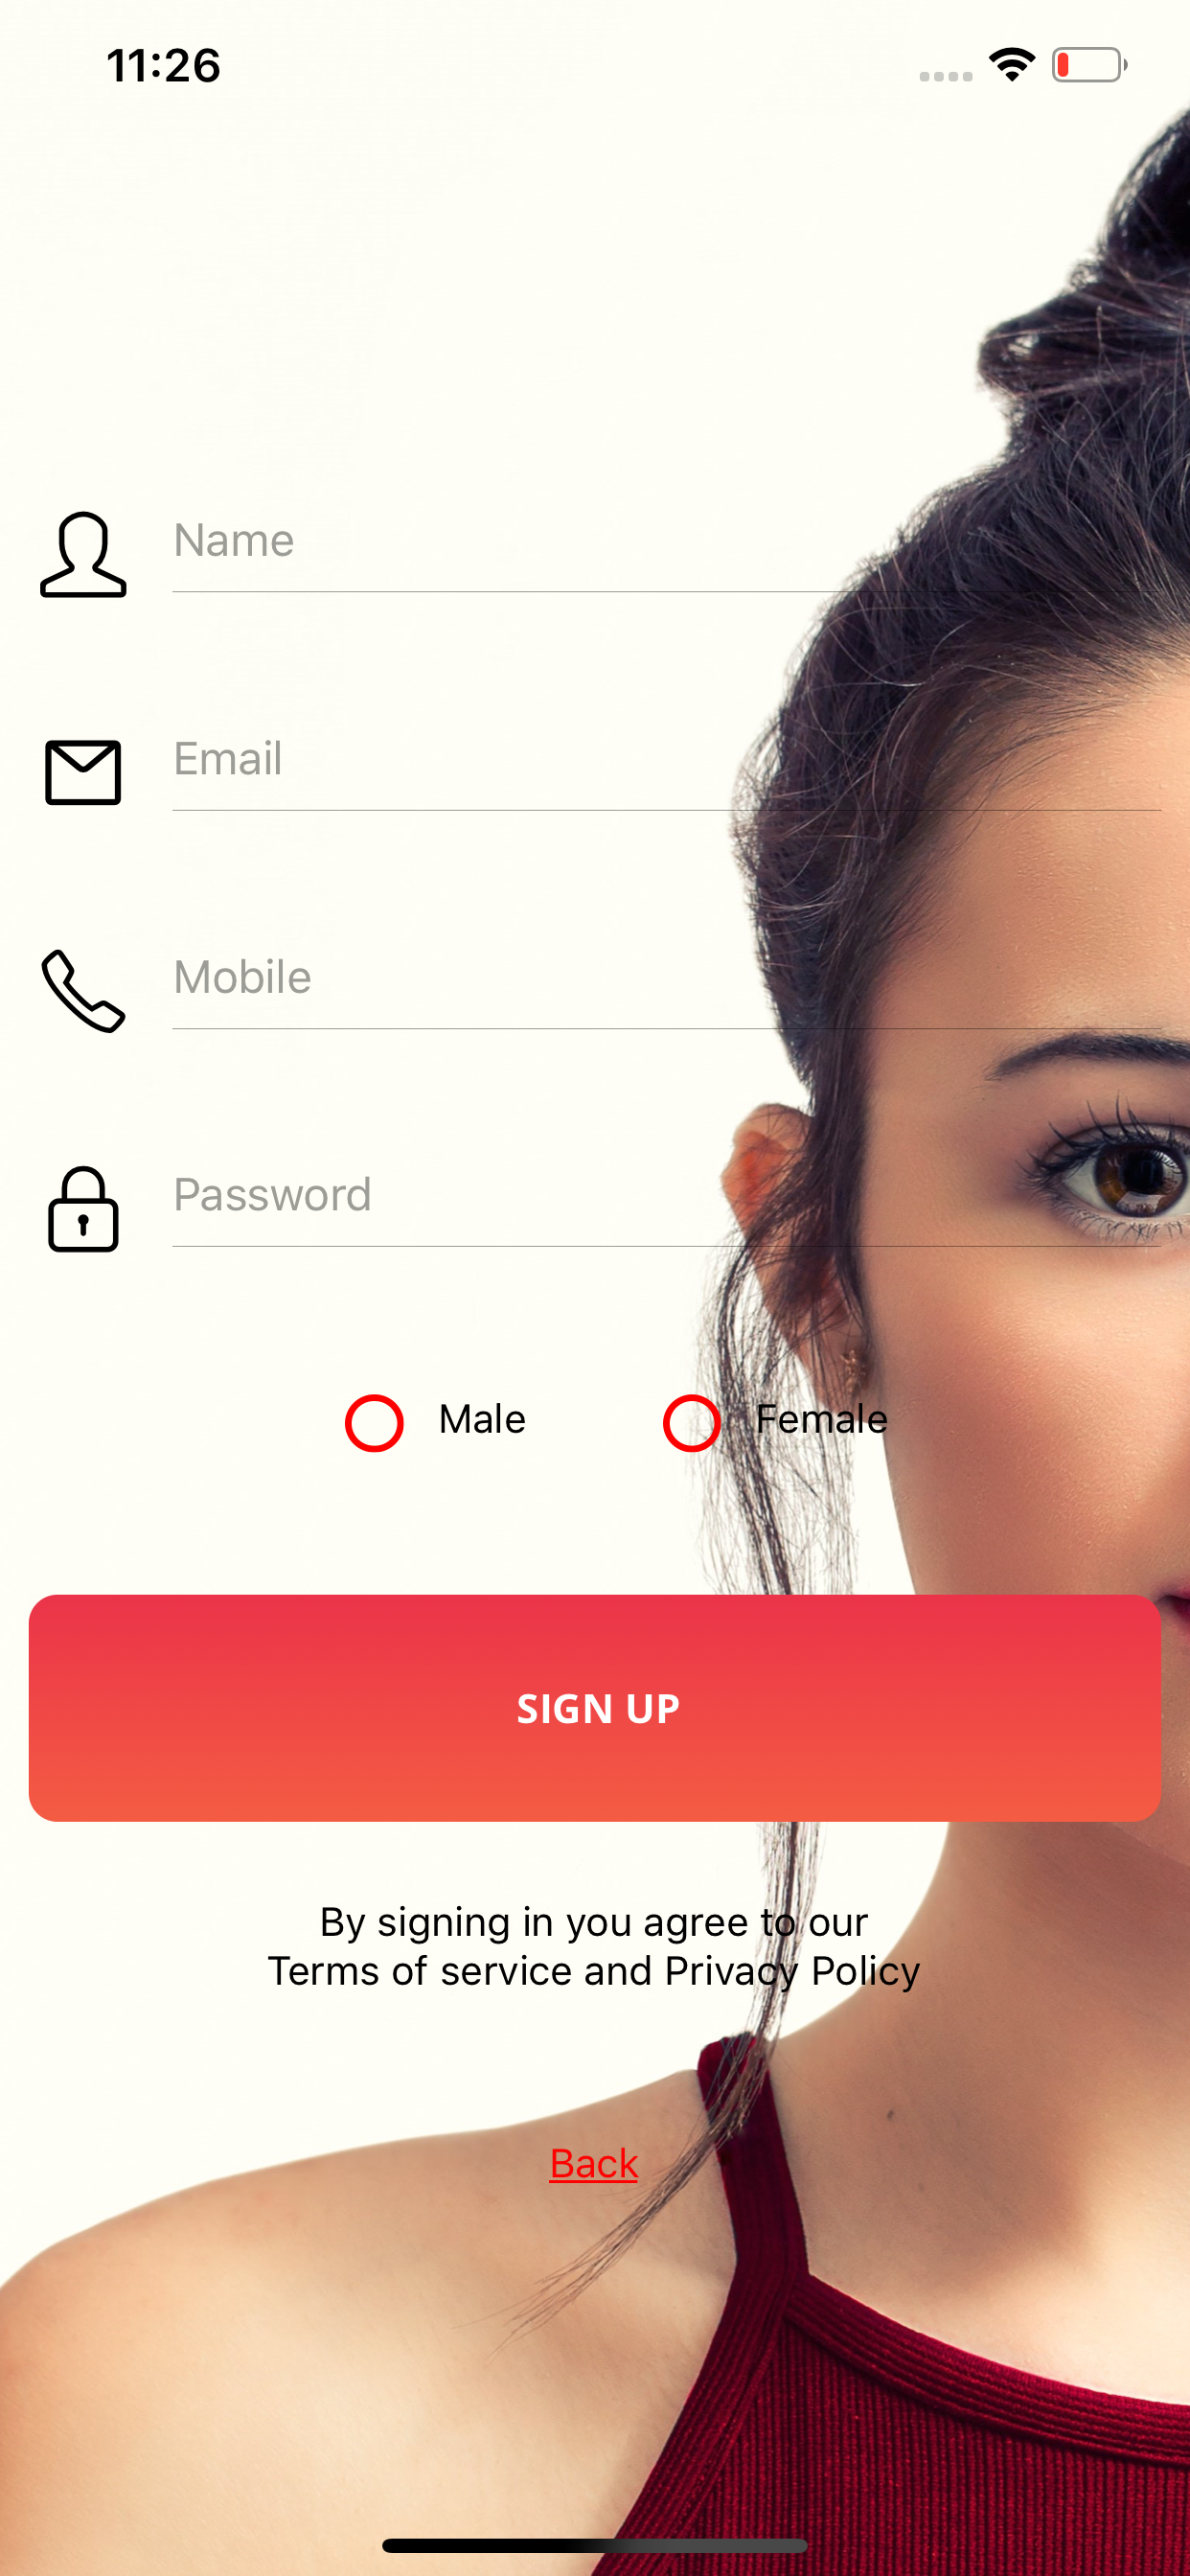 11:26
Name
Email
Mobile
Password
Male Female
SIGN UP
By signing in you agree to our
Terms of service and Privacy Policy
Back